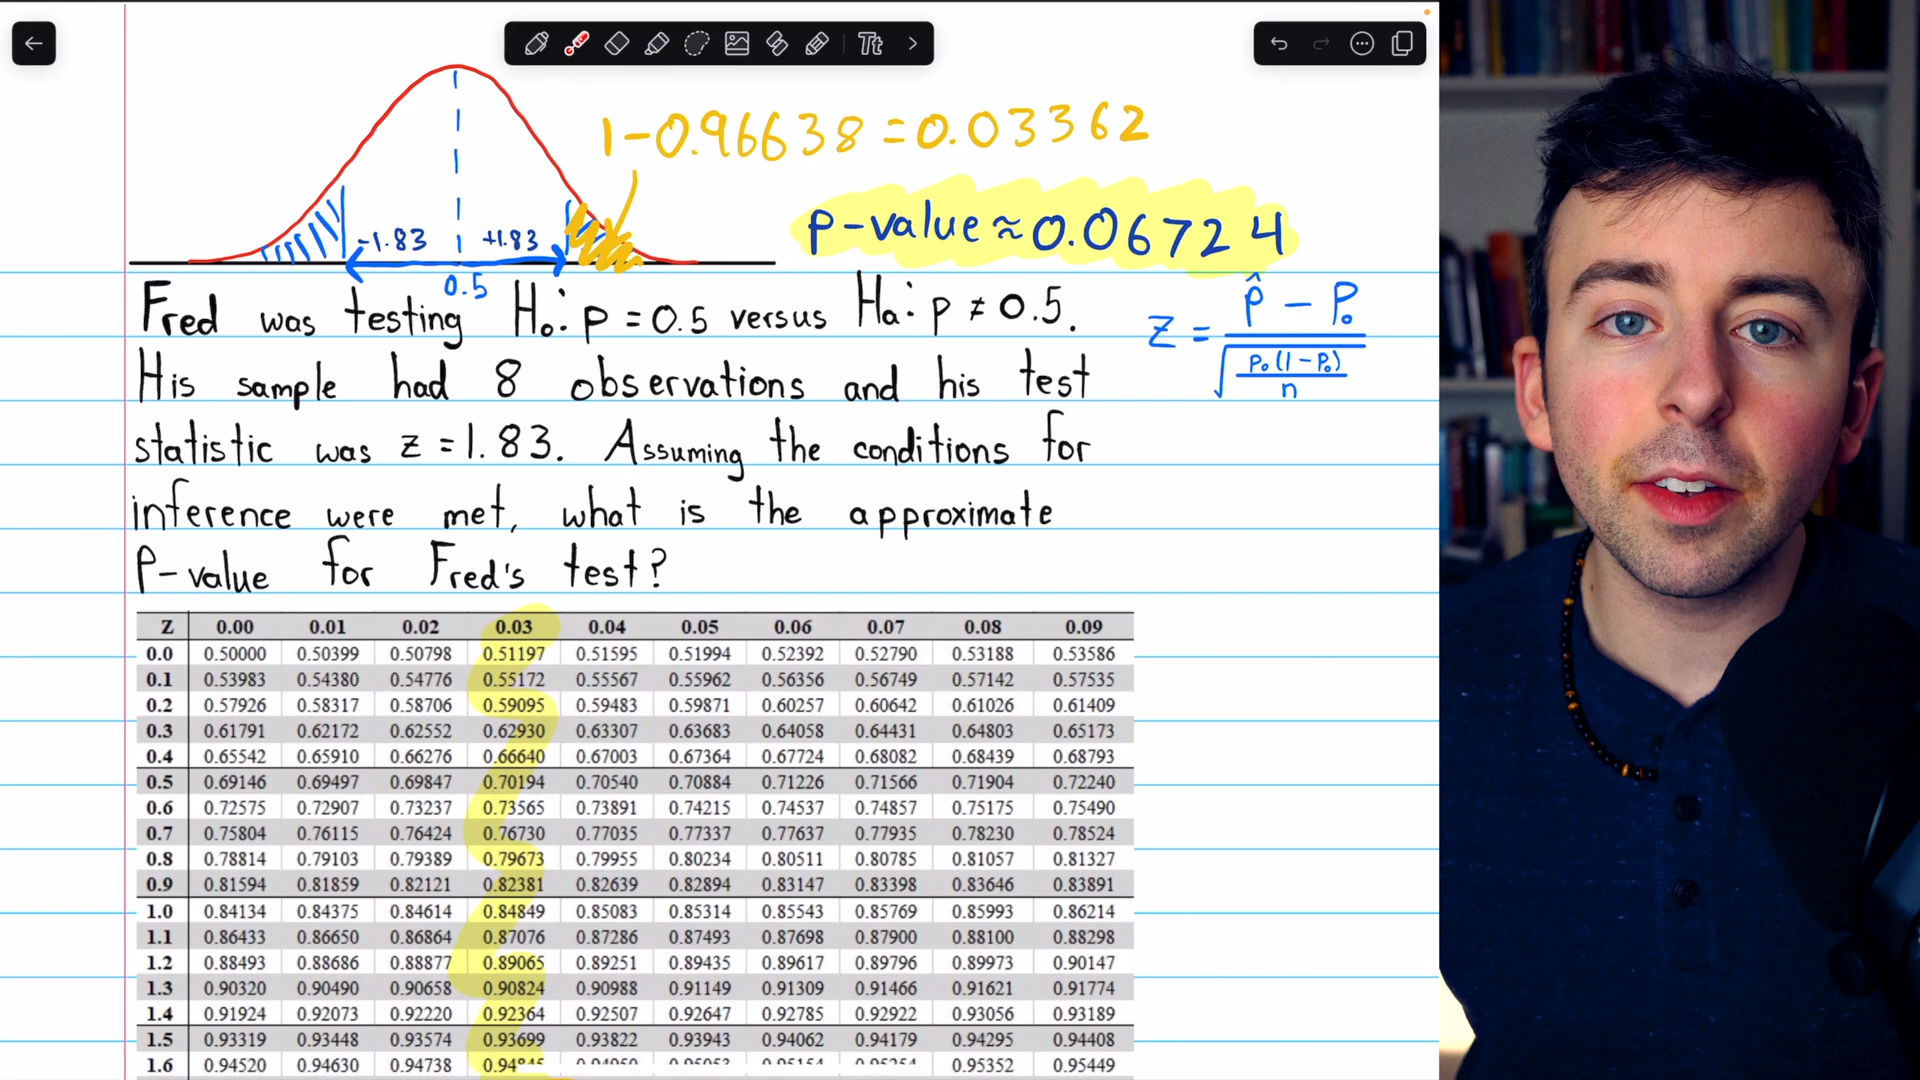 Tt
1-0.96638 = 0.03362
p-value ≈ 0.06724
-1.83 +1.83
0.5
Fred was testing H₀: p = 0.5 versus Ha: p ≠ 0.5.
His sample had 8 observations and his test
statistic was z = 1.83. Assuming the conditions for
inference were met, what is the approximate
P-value for Fred's test?
z = p̂ - P₀
√ P₀(1-P₀)
n
Z 0.00 0.01 0.02 0.03 0.04 0.05 0.06 0.07 0.08 0.09
0.0 0.50000 0.50399 0.50798 0.51197 0.51595 0.51994 0.52392 0.52790 0.53188 0.53586
0.1 0.53983 0.54380 0.54776 0.55172 0.55567 0.55962 0.56356 0.56749 0.57142 0.57535
0.2 0.57926 0.58317 0.58706 0.59095 0.59483 0.59871 0.60257 0.60642 0.61026 0.61409
0.3 0.61791 0.62172 0.62552 0.62930 0.63307 0.63683 0.64058 0.64431 0.64803 0.65173
0.4 0.65542 0.65910 0.66276 0.66640 0.67003 0.67364 0.67724 0.68082 0.68439 0.68793
0.5 0.69146 0.69497 0.69847 0.70194 0.70540 0.70884 0.71226 0.71566 0.71904 0.72240
0.6 0.72575 0.72907 0.73237 0.73565 0.73891 0.74215 0.74537 0.74857 0.75175 0.75490
0.7 0.75804 0.76115 0.76424 0.76730 0.77035 0.77337 0.77637 0.77935 0.78230 0.78524
0.8 0.78814 0.79103 0.79389 0.79673 0.79955 0.80234 0.80511 0.80785 0.81057 0.81327
0.9 0.81594 0.81859 0.82121 0.82381 0.82639 0.82894 0.83147 0.83398 0.83646 0.83891
1.0 0.84134 0.84375 0.84614 0.84849 0.85083 0.85314 0.85543 0.85769 0.85993 0.86214
1.1 0.86433 0.86650 0.86864 0.87076 0.87286 0.87493 0.87698 0.87900 0.88100 0.88298
1.2 0.88493 0.88686 0.88877 0.89065 0.89251 0.89435 0.89617 0.89796 0.89973 0.90147
1.3 0.90320 0.90490 0.90658 0.90824 0.90988 0.91149 0.91309 0.91466 0.91621 0.91774
1.4 0.91924 0.92073 0.92220 0.92364 0.92507 0.92647 0.92785 0.92922 0.93056 0.93189
1.5 0.93319 0.93448 0.93574 0.93699 0.93822 0.93943 0.94062 0.94179 0.94295 0.94408
1.6 0.94520 0.94630 0.94738 0.95352 0.95449